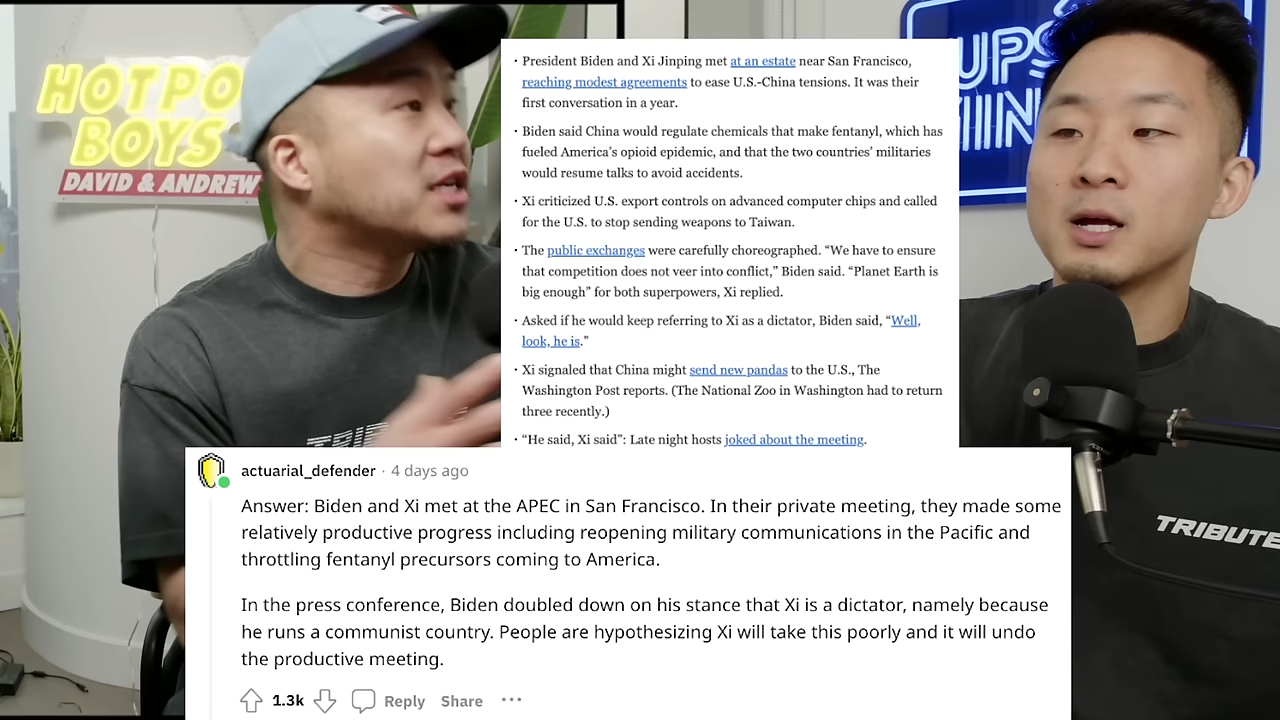 HOTPO
BOYS
DAVID & ANDREW
UPS
· President Biden and Xi Jinping met at an estate near San Francisco,
reaching modest agreements to ease U.S.-China tensions. It was their
first conversation in a year.
· Biden said China would regulate chemicals that make fentanyl, which has
fueled America's opioid epidemic, and that the two countries' militaries
would resume talks to avoid accidents.
· Xi criticized U.S. export controls on advanced computer chips and called
for the U.S. to stop sending weapons to Taiwan.
· The public exchanges were carefully choreographed. “We have to ensure
that competition does not veer into conflict,” Biden said. “Planet Earth is
big enough” for both superpowers, Xi replied.
· Asked if he would keep referring to Xi as a dictator, Biden said, “Well,
look, he is.”
· Xi signaled that China might send new pandas to the U.S., The
Washington Post reports. (The National Zoo in Washington had to return
three recently.)
· “He said, Xi said”: Late night hosts joked about the meeting.
actuarial_defender · 4 days ago
Answer: Biden and Xi met at the APEC in San Francisco. In their private meeting, they made some
relatively productive progress including reopening military communications in the Pacific and
throttling fentanyl precursors coming to America.
In the press conference, Biden doubled down on his stance that Xi is a dictator, namely because
he runs a communist country. People are hypothesizing Xi will take this poorly and it will undo
the productive meeting.
1.3k Reply Share ···
TRIBUTE